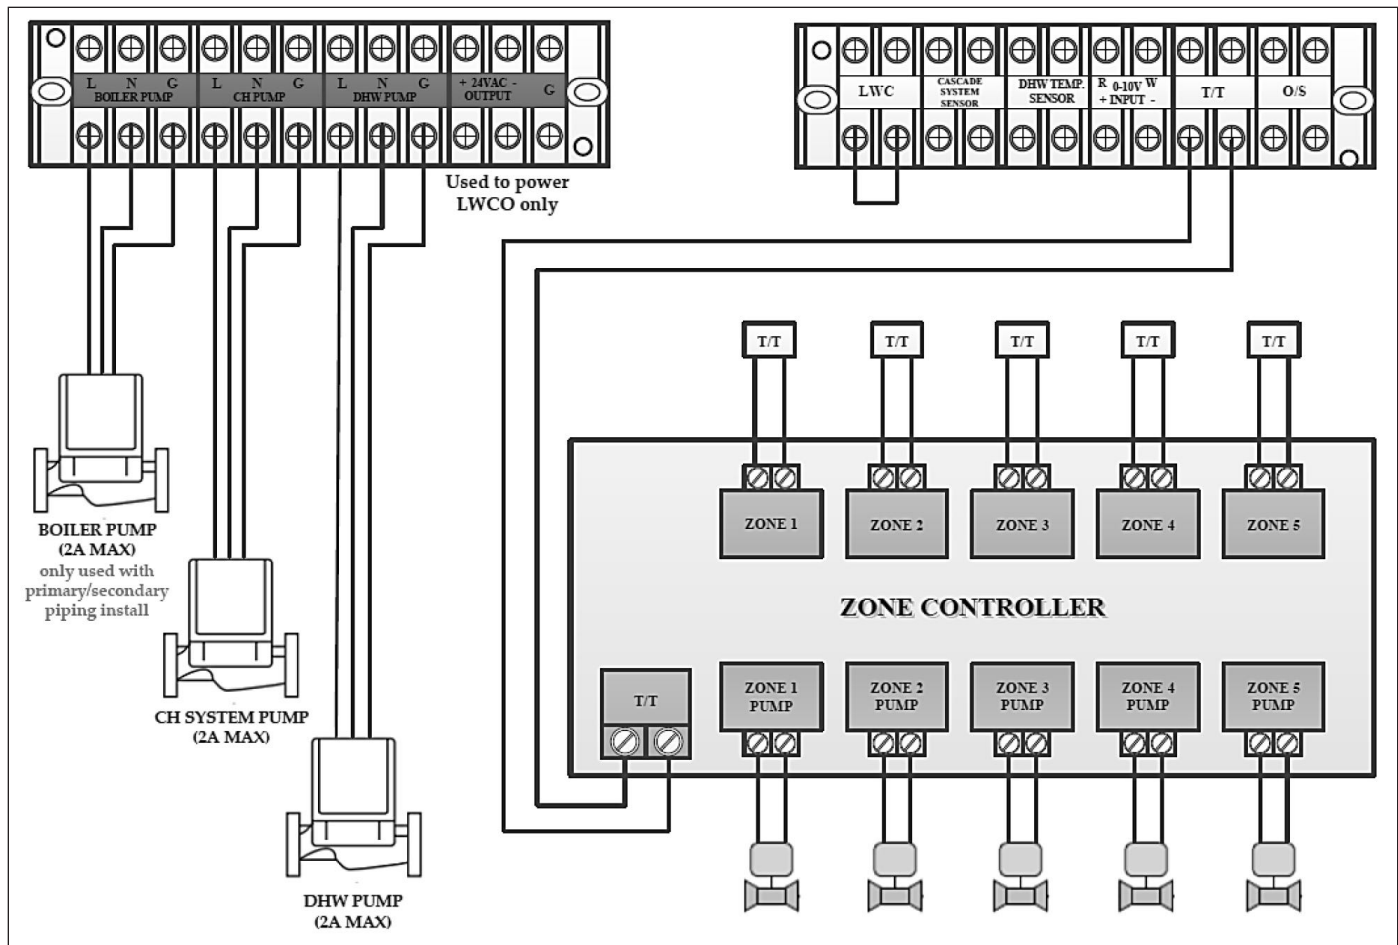 L N G L N G L N G + 24VAC - G
BOILER PUMP CH PUMP DHW PUMP OUTPUT
Used to power
LWCO only
LWC CASCADE SYSTEM SENSOR DHW TEMP. SENSOR R 0-10V W + INPUT - T/T O/S
T/T T/T T/T T/T T/T
ZONE 1 ZONE 2 ZONE 3 ZONE 4 ZONE 5
ZONE CONTROLLER
T/T
ZONE 1 ZONE 2 ZONE 3 ZONE 4 ZONE 5
PUMP PUMP PUMP PUMP PUMP
BOILER PUMP
(2A MAX)
only used with
primary/secondary
piping install
CH SYSTEM PUMP
(2A MAX)
DHW PUMP
(2A MAX)